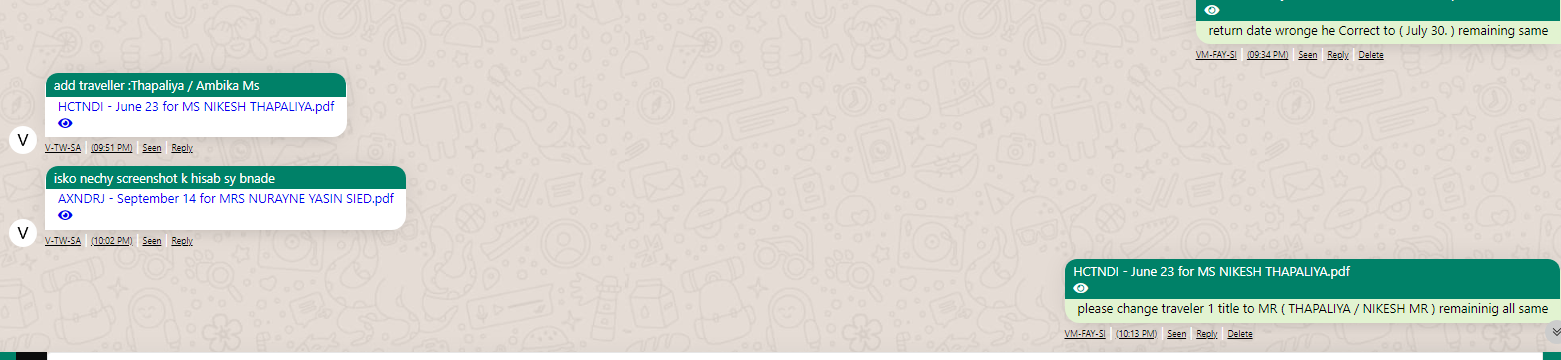 return date wronge he Correct to ( July 30. ) remaining same
VM-FAY-SI (09:34 PM) Seen Reply Delete
add traveller :Thapaliya / Ambika Ms
HCTNDI - June 23 for MS NIKESH THAPALIYA.pdf
V
V-TW-SA (09:51 PM) Seen Reply
isko nechy screenshot k hisab sy bnade
AXNDRJ - September 14 for MRS NURAYNE YASIN SIED.pdf
V
V-TW-SA (10:02 PM) Seen Reply
HCTNDI - June 23 for MS NIKESH THAPALIYA.pdf
please change traveler 1 title to MR ( THAPALIYA / NIKESH MR ) remaininig all same
VM-FAY-SI (10:13 PM) Seen Reply Delete